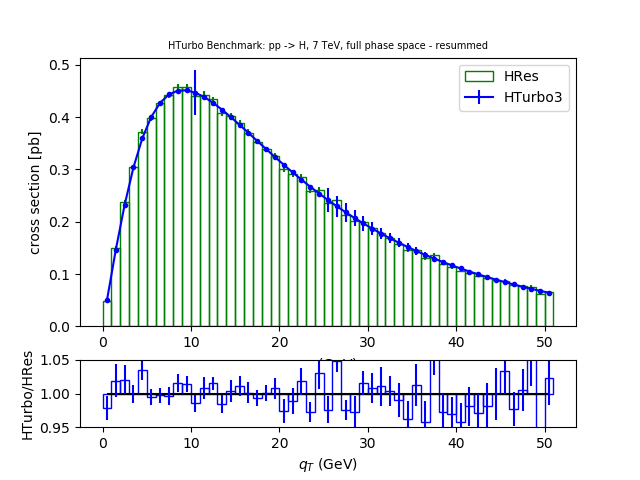 HTurbo Benchmark: pp -> H, 7 TeV, full phase space - resummed
0.5
0.4
0.3
0.2
0.1
0.0
cross section [pb]
HRes
HTurbo3
0 10 20 30 40 50
1.05
1.00
0.95
HTurbo/HRes
0 10 20 30 40 50
qT (GeV)